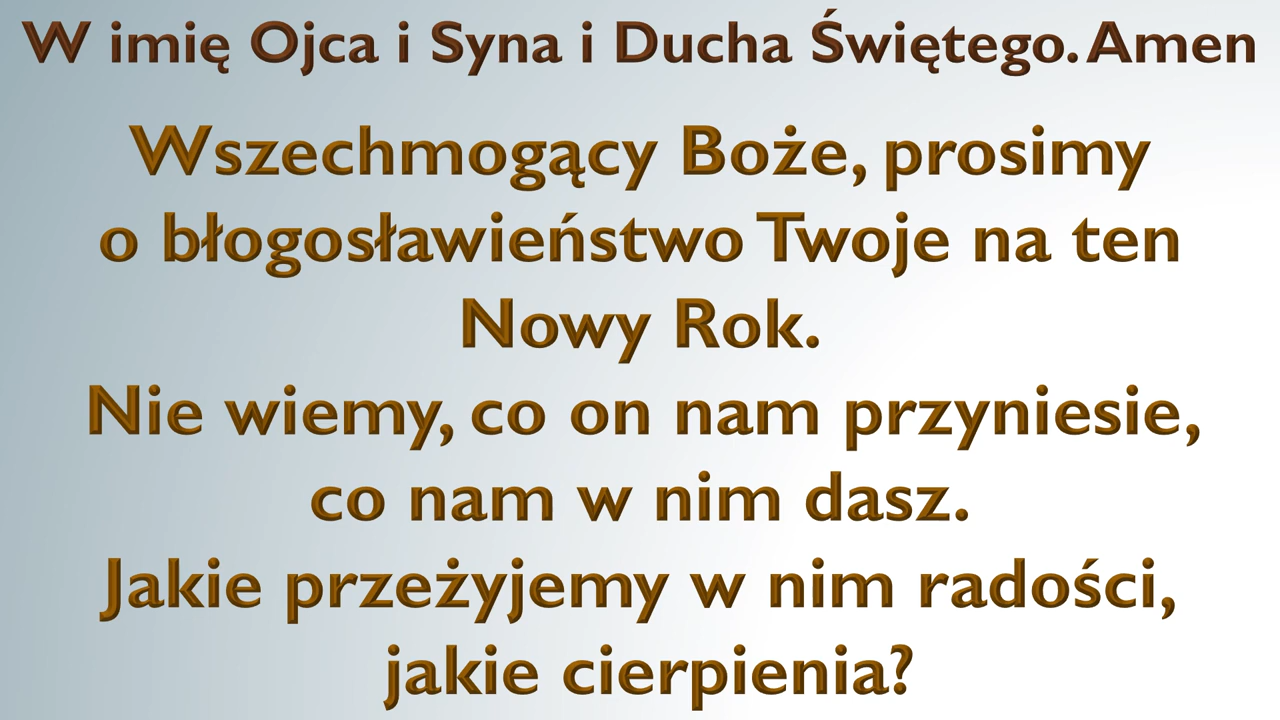 W imię Ojca i Syna i Ducha Świętego. Amen
Wszechmogący Boże, prosimy
o błogosławieństwo Twoje na ten
Nowy Rok.
Nie wiemy, co on nam przyniesie,
co nam w nim dasz.
Jakie przeżyjemy w nim radości,
jakie cierpienia?